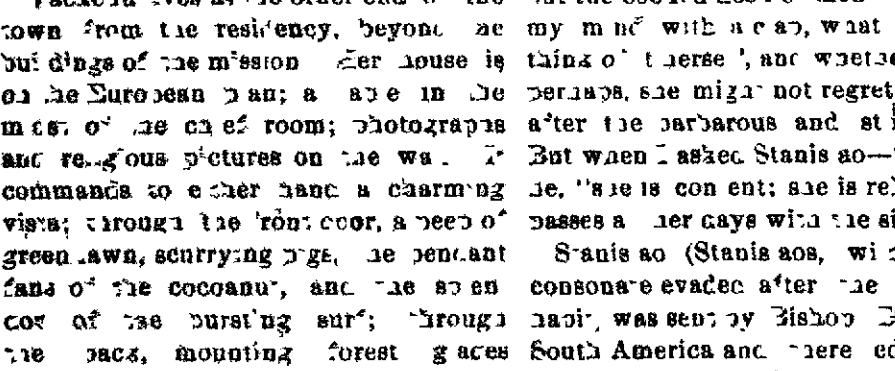 town from the residency, beyond the
buildings of the mission. Her house is
on the European plan; a table in the
midst of the chief room; photographs
and religious pictures on the wall. It
commands to either hand a charming
vista; through the front door, a peep of
green lawn, scurrying pigs, the pendant
fans of the cocoanut, and the splendor
of the bursting surf; through
the back, mounting forest glades
my mind with a clap, what
think of herself, and whether
perhaps, she might not regret
after the barbarous and
But when I asked Stanislao—
he, "she is content; she is
passes all her days with the
Stanislao (Stanislaos, with
consonant evaded after the
habit, was sent by Bishop
South America and there